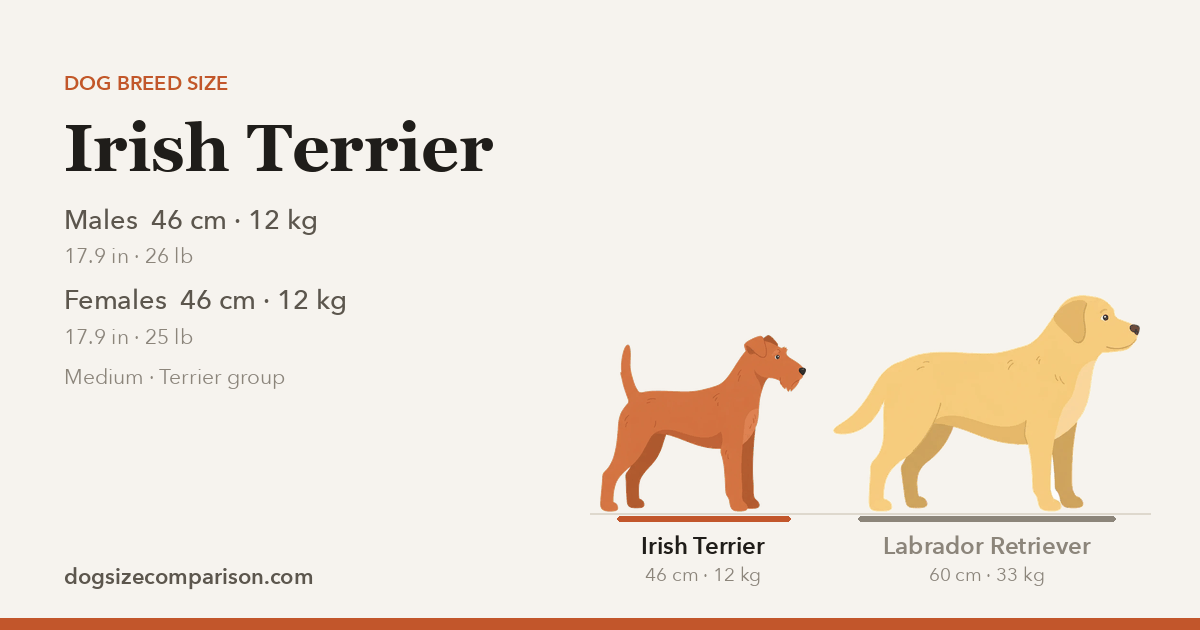 DOG BREED SIZE
Irish Terrier
Males 46 cm · 12 kg
17.9 in · 26 lb
Females 46 cm · 12 kg
17.9 in · 25 lb
Medium · Terrier group
Irish Terrier
46 cm · 12 kg
Labrador Retriever
60 cm · 33 kg
dogsizecomparison.com